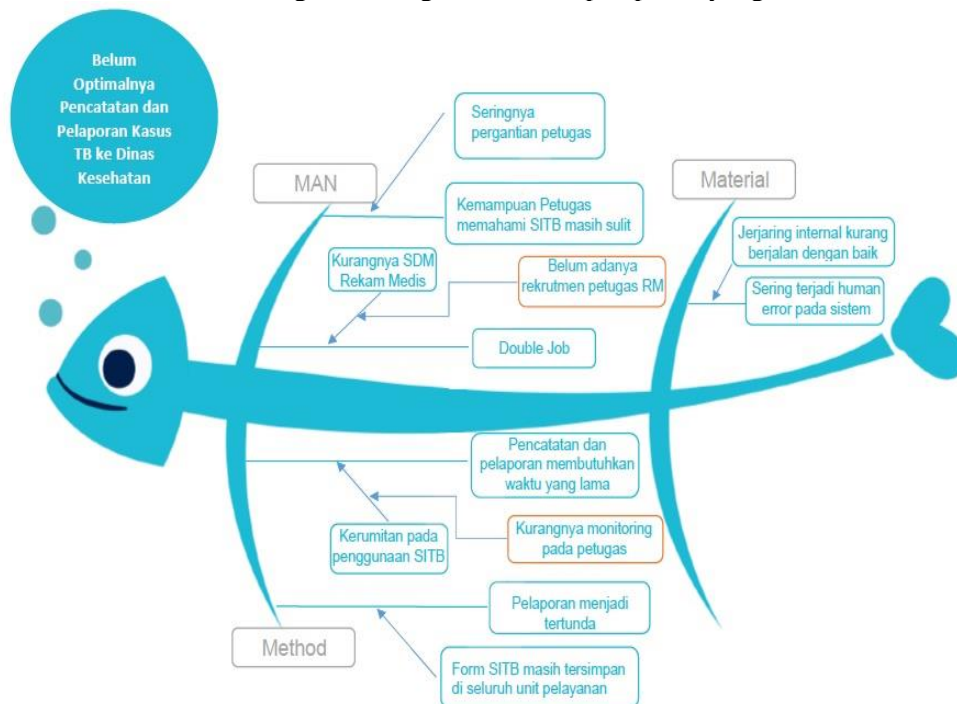 Belum
Optimalnya
Pencatatan dan
Pelaporan Kasus
TB ke Dinas
Kesehatan
MAN
Seringnya
pergantian petugas
Kemampuan Petugas
memahami SITB masih sulit
Kurangnya SDM
Rekam Medis
Belum adanya
rekrutmen petugas RM
Double Job
Material
Jerjaring internal kurang
berjalan dengan baik
Sering terjadi human
error pada sistem
Pencatatan dan
pelaporan membutuhkan
waktu yang lama
Kerumitan pada
penggunaan SITB
Kurangnya monitoring
pada petugas
Pelaporan menjadi
tertunda
Method
Form SITB masih tersimpan
di seluruh unit pelayanan